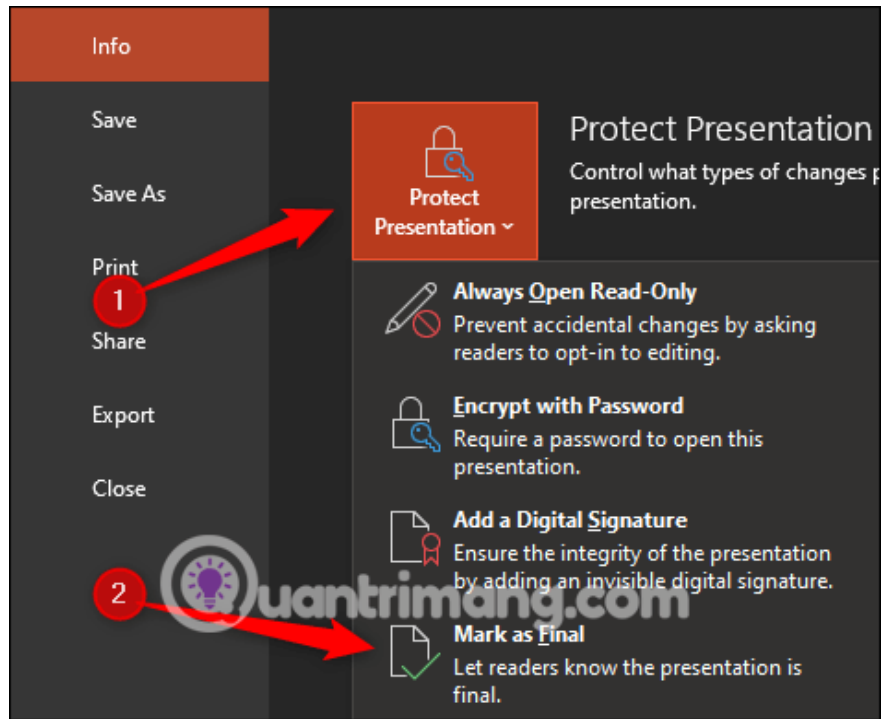 Info
Save
Save As
Print
1
Share
Export
Close
2
Protect
Presentation
Protect Presentation
Control what types of changes p
presentation.
Always Open Read-Only
Prevent accidental changes by asking
readers to opt-in to editing.
Encrypt with Password
Require a password to open this
presentation.
Add a Digital Signature
Ensure the integrity of the presentation
by adding an invisible digital signature.
Quantrimang.com
Mark as Final
Let readers know the presentation is
final.